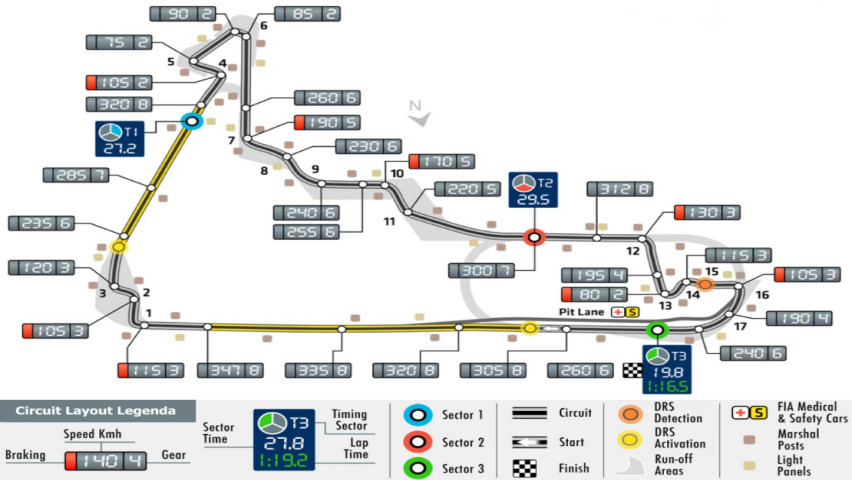 90 2
85 2
6
75 2
5
4
105 2
320 8
260 6
N
T1
27.2
190 5
7
230 6
8
9
10
170 5
285 7
T2
29.5
220 5
312 8
240 6
255 6
11
130 3
235 6
12
115 3
120 3
300 7
195 4
15
105 3
3
2
80 2
13
14
16
1
Pit Lane + S
17
190 4
105 3
115 3
347 8
335 8
320 8
305 8
260 6
T3
19.8
1:16.5
240 6
Circuit Layout Legenda
Speed Kmh
Braking
140 4
Gear
Sector
Time
T3
27.8
1:19.2
Timing
Sector
Lap
Time
Sector 1
Sector 2
Sector 3
Circuit
Start
Finish
DRS
Detection
DRS
Activation
Run-off
Areas
+ S
FIA Medical
& Safety Cars
Marshal
Posts
Light
Panels